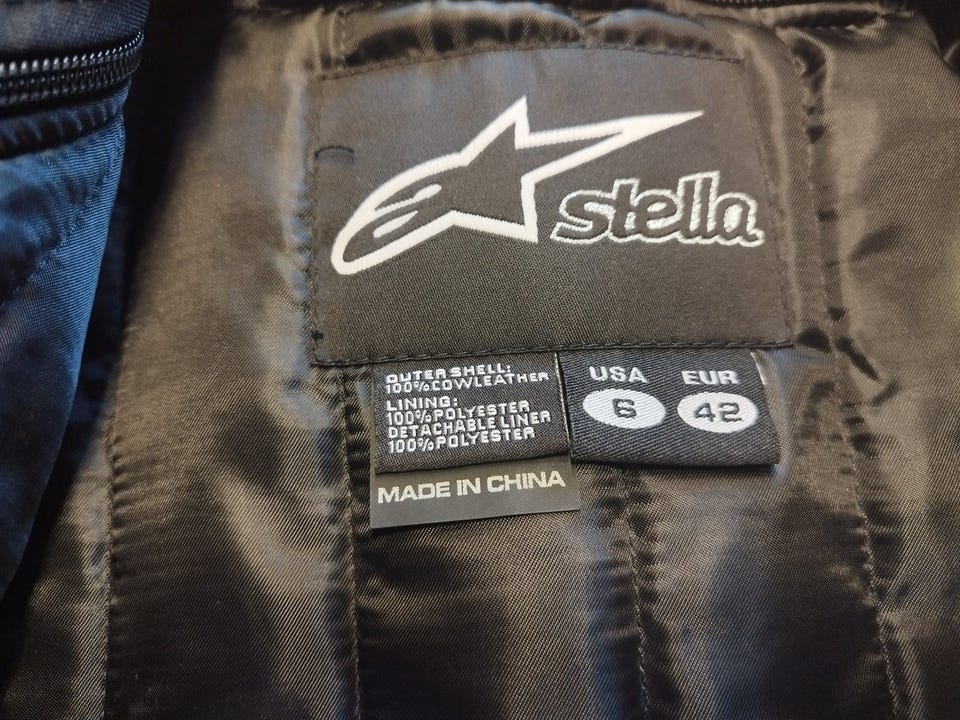 stella
OUTER SHELL:
100%COWLEATHER
LINING:
100%POLYESTER
DETACHABLE LINER
100%POLYESTER
USA EUR
6 42
MADE IN CHINA